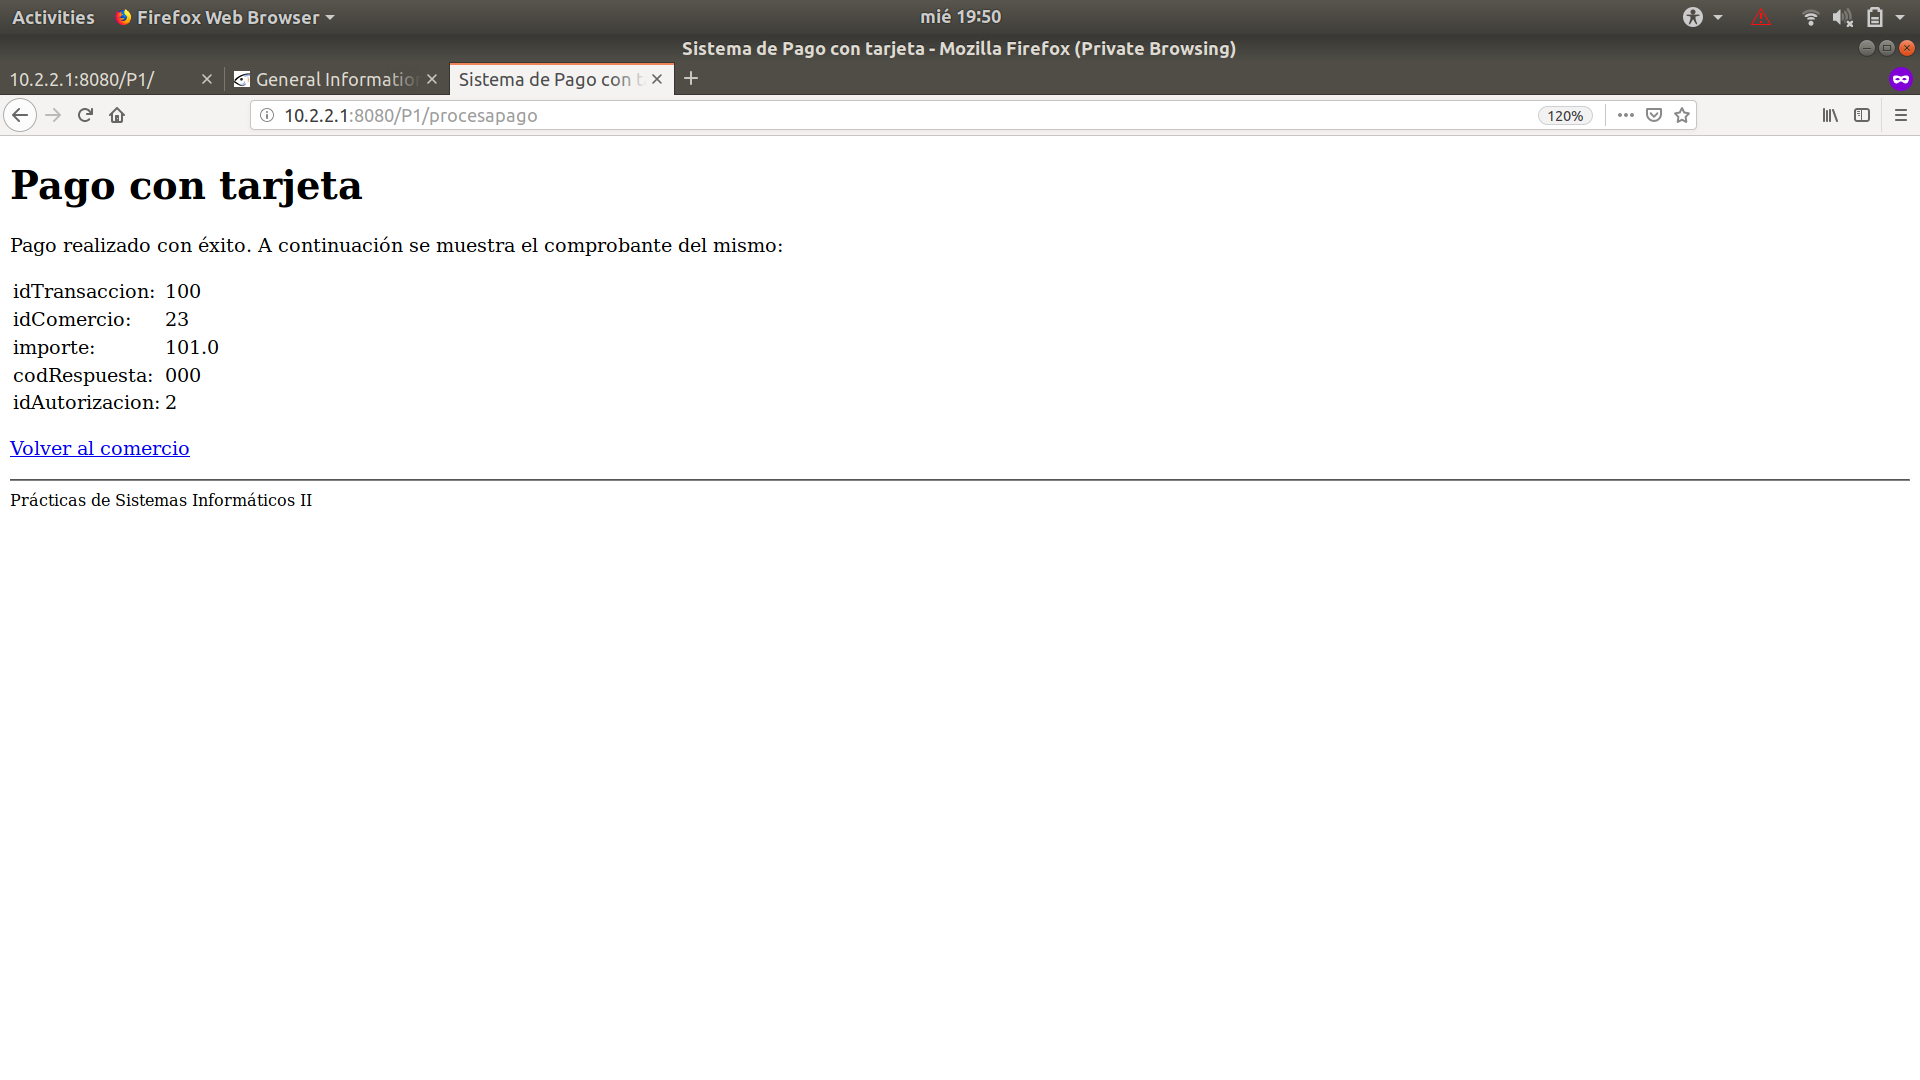 Activities Firefox Web Browser mié 19:50
Sistema de Pago con tarjeta - Mozilla Firefox (Private Browsing)
10.2.2.1:8080/P1/ General Information Sistema de Pago con t
10.2.2.1:8080/P1/procesapago 120%
Pago con tarjeta
Pago realizado con éxito. A continuación se muestra el comprobante del mismo:
idTransaccion: 100
idComercio: 23
importe: 101.0
codRespuesta: 000
idAutorizacion: 2
Volver al comercio
Prácticas de Sistemas Informáticos II